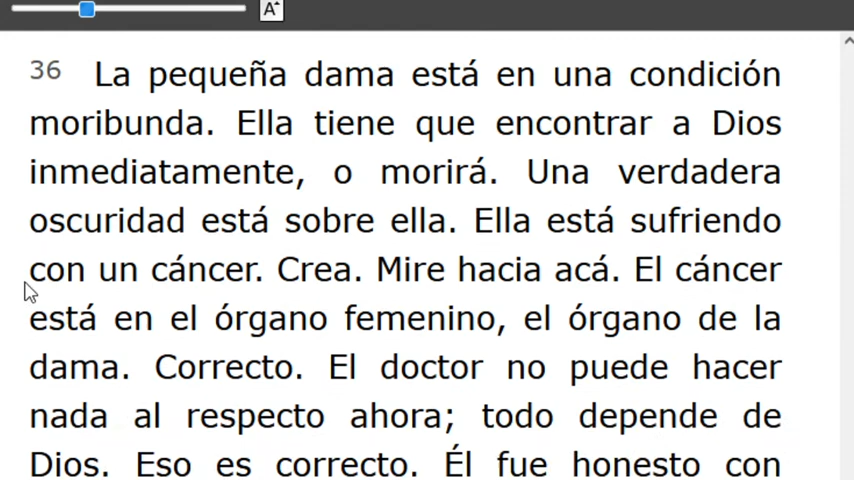 A
36 La pequeña dama está en una condición
moribunda. Ella tiene que encontrar a Dios
inmediatamente, o morirá. Una verdadera
oscuridad está sobre ella. Ella está sufriendo
con un cáncer. Crea. Mire hacia acá. El cáncer
está en el órgano femenino, el órgano de la
dama. Correcto. El doctor no puede hacer
nada al respecto ahora; todo depende de
Dios. Eso es correcto. Él fue honesto con